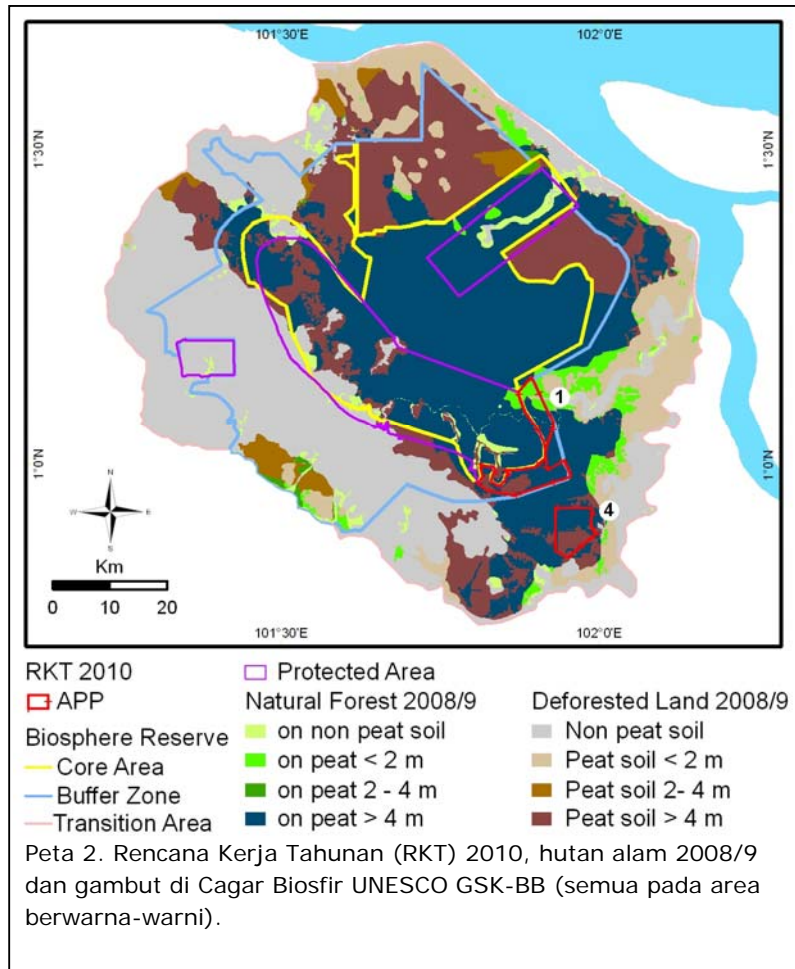 101°30'E 102°0'E
1°30'N 1°30'N
1
1°0'N 1°0'N
4
N
W E
S
Km
0 10 20
101°30'E 102°0'E
RKT 2010
APP
Biosphere Reserve
Core Area
Buffer Zone
Transition Area
Protected Area
Natural Forest 2008/9
on non peat soil
on peat < 2 m
on peat 2 - 4 m
on peat > 4 m
Deforested Land 2008/9
Non peat soil
Peat soil < 2 m
Peat soil 2- 4 m
Peat soil > 4 m
Peta 2. Rencana Kerja Tahunan (RKT) 2010, hutan alam 2008/9
dan gambut di Cagar Biosfir UNESCO GSK-BB (semua pada area
berwarna-warni).